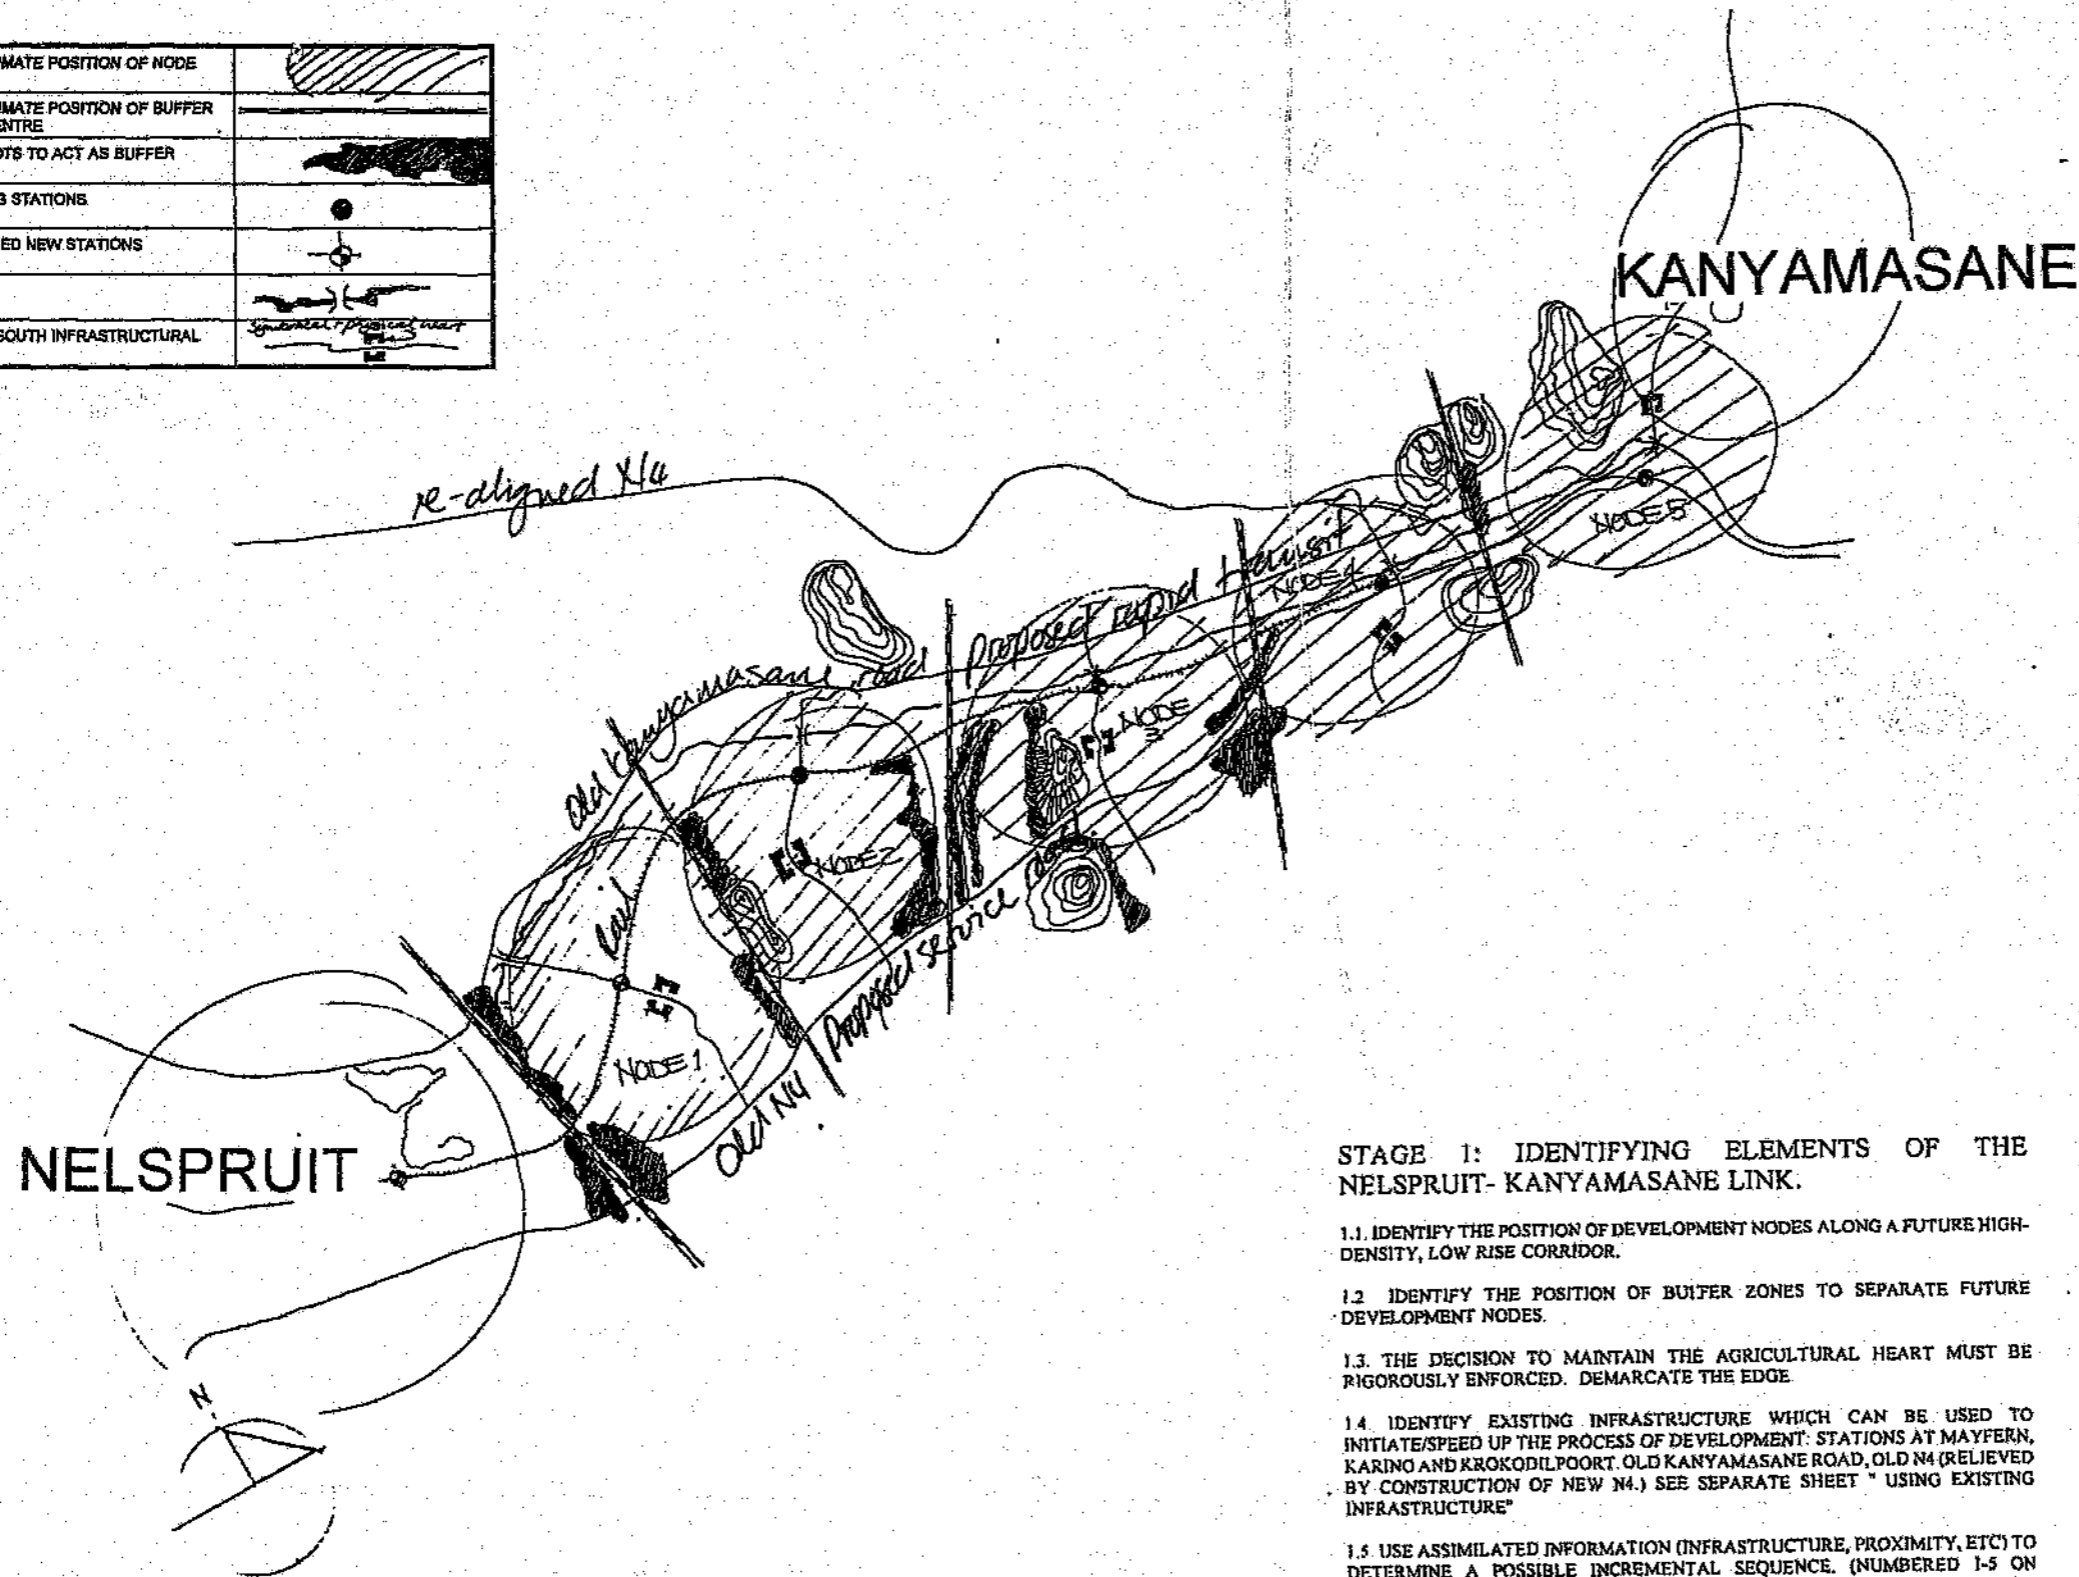 MATE POSITION OF NODE
MATE POSITION OF BUFFER
ENTRE
OTS TO ACT AS BUFFER
G STATIONS
ED NEW STATIONS
SOUTH INFRASTRUCTURAL
physical heart
KANYAMASANE
re-aligned N4
NODE 5
NODE 4
Proposed rapid transit
Old Kanyamasane road
NODE
3
NODE 2
Rail
Proposed service road
NODE 1
Old N4
NELSPRUIT
N
STAGE 1: IDENTIFYING ELEMENTS OF THE
NELSPRUIT- KANYAMASANE LINK.
1.1. IDENTIFY THE POSITION OF DEVELOPMENT NODES ALONG A FUTURE HIGH-
DENSITY, LOW RISE CORRIDOR.
1.2 IDENTIFY THE POSITION OF BUFFER ZONES TO SEPARATE FUTURE
DEVELOPMENT NODES.
1.3. THE DECISION TO MAINTAIN THE AGRICULTURAL HEART MUST BE
RIGOROUSLY ENFORCED. DEMARCATE THE EDGE
1.4. IDENTIFY EXISTING INFRASTRUCTURE WHICH CAN BE USED TO
INITIATE/SPEED UP THE PROCESS OF DEVELOPMENT: STATIONS AT MAYFERN,
KARINO AND KROKODILPOORT. OLD KANYAMASANE ROAD, OLD N4 (RELIEVED
BY CONSTRUCTION OF NEW N4.) SEE SEPARATE SHEET " USING EXISTING
INFRASTRUCTURE"
1.5. USE ASSIMILATED INFORMATION (INFRASTRUCTURE, PROXIMITY, ETC) TO
DETERMINE A POSSIBLE INCREMENTAL SEQUENCE. (NUMBERED 1-5 ON